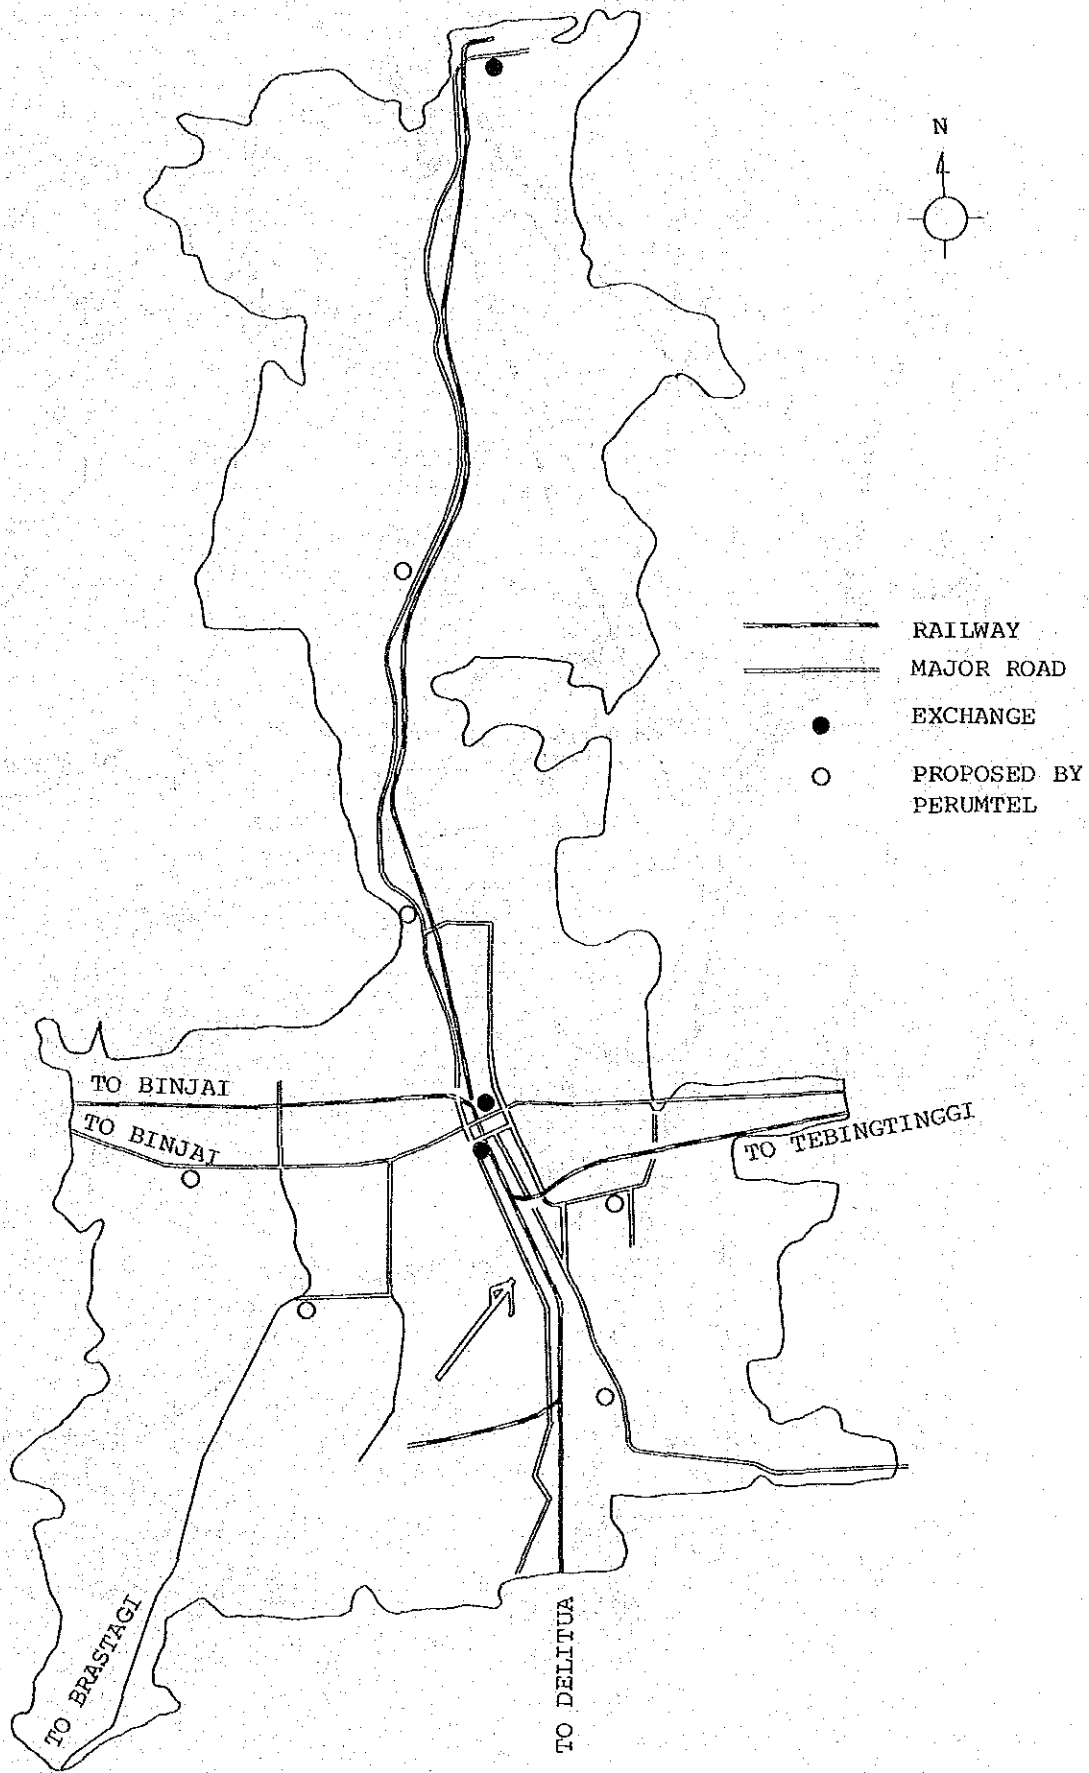 N
RAILWAY
MAJOR ROAD
EXCHANGE
PROPOSED BY
PERUMTEL
TO BINJAI
TO BINJAI
TO TEBINGTINGGI
TO BRASTAGI
TO DELITUA